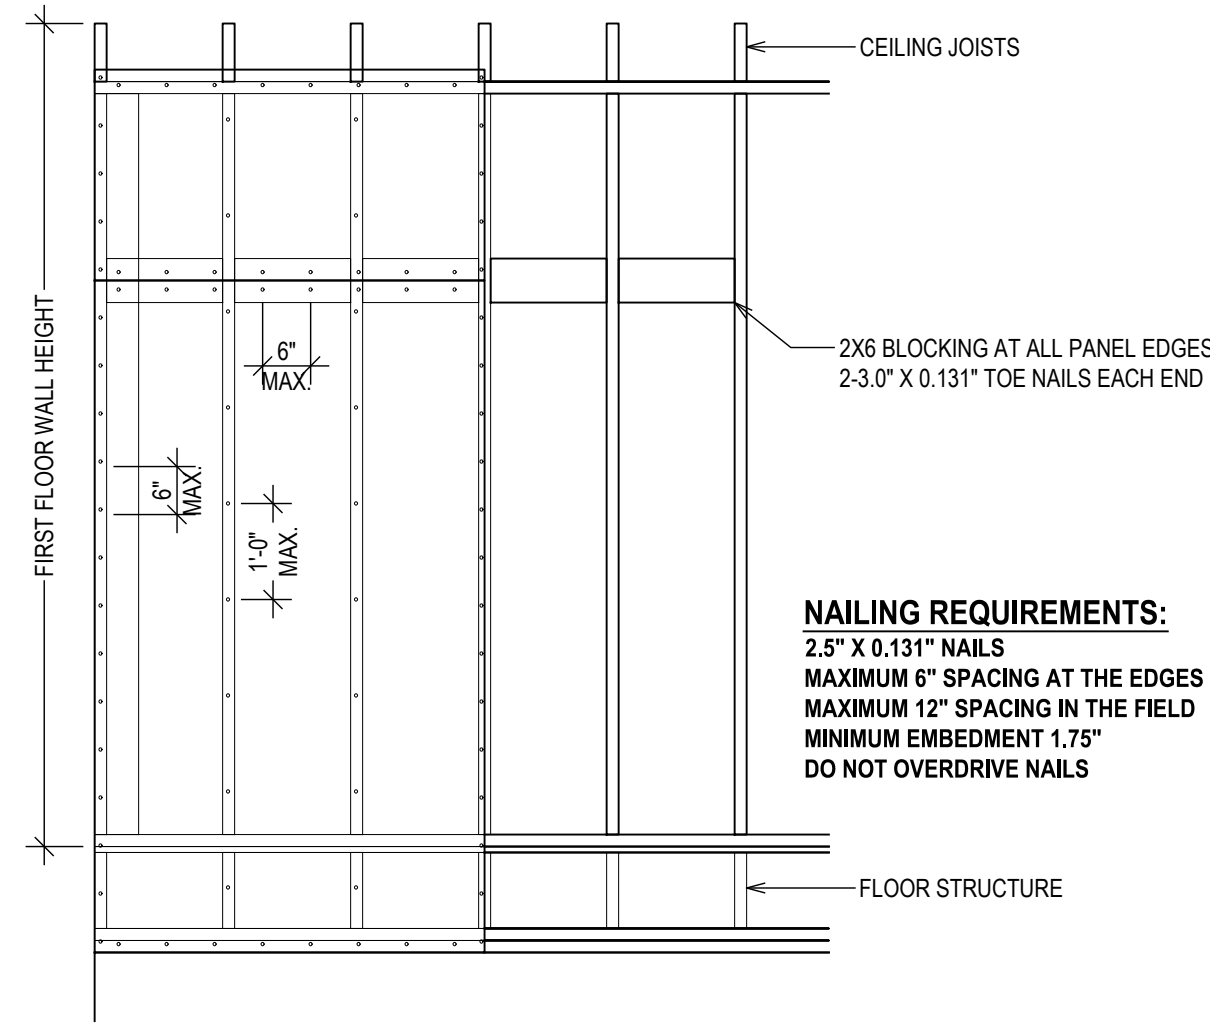 CEILING JOISTS
FIRST FLOOR WALL HEIGHT
2X6 BLOCKING AT ALL PANEL EDGES
2-3.0" X 0.131" TOE NAILS EACH END
6"
MAX.
6"
MAX.
1'-0"
MAX.
NAILING REQUIREMENTS:
2.5" X 0.131" NAILS
MAXIMUM 6" SPACING AT THE EDGES
MAXIMUM 12" SPACING IN THE FIELD
MINIMUM EMBEDMENT 1.75"
DO NOT OVERDRIVE NAILS
FLOOR STRUCTURE